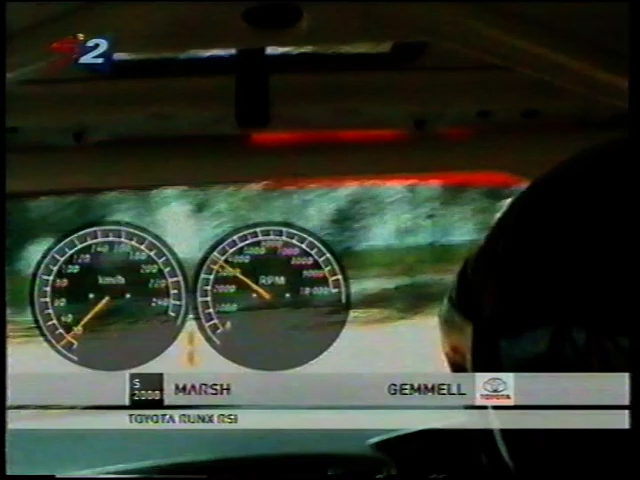 2
km/h
RPM
S
2000
MARSH
GEMMELL
TOYOTA
TOYOTA RUNX RSI